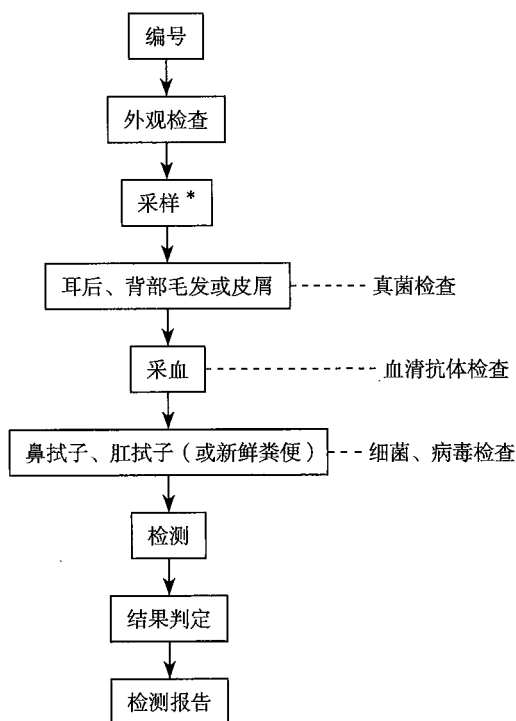 编号
外观检查
采样*
耳后、背部毛发或皮屑
真菌检查
采血
血清抗体检查
鼻拭子、肛拭子（或新鲜粪便）
细菌、病毒检查
检测
结果判定
检测报告